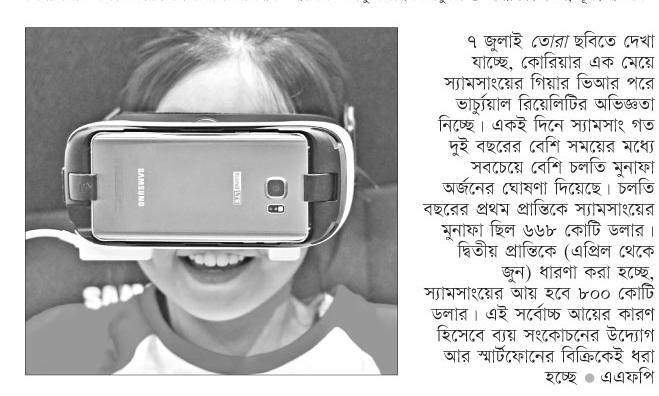 ৭ জুলাই তোরা ছবিতে দেখা
যাচ্ছে, কোরিয়ার এক মেয়ে
স্যামসাংয়ের গিয়ার ভিআর পরে
ভার্চ্যুয়াল রিয়েলিটির অভিজ্ঞতা
নিচ্ছে। একই দিনে স্যামসাং গত
দুই বছরের বেশি সময়ের মধ্যে
সবচেয়ে বেশি চলতি মুনাফা
অর্জনের ঘোষণা দিয়েছে। চলতি
বছরের প্রথম প্রান্তিকে স্যামসাংয়ের
মুনাফা ছিল ৬৬৮ কোটি ডলার।
দ্বিতীয় প্রান্তিকে (এপ্রিল থেকে
জুন) ধারণা করা হচ্ছে,
স্যামসাংয়ের আয় হবে ৮০০ কোটি
ডলার। এই সর্বোচ্চ আয়ের কারণ
হিসেবে ব্যয় সংকোচনের উদ্যোগ
আর স্মার্টফোনের বিক্রিকেই ধরা
হচ্ছে ● এএফপি
SAMSUNG